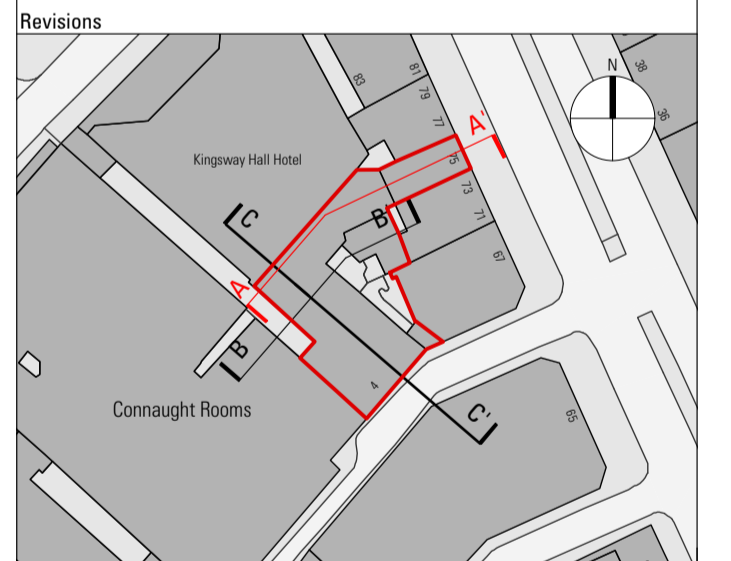 Revisions
N
83
81
79
77
38
36
A'
Kingsway Hall Hotel
75
73
71
B'
C
67
A
B
4
Connaught Rooms
C'
65